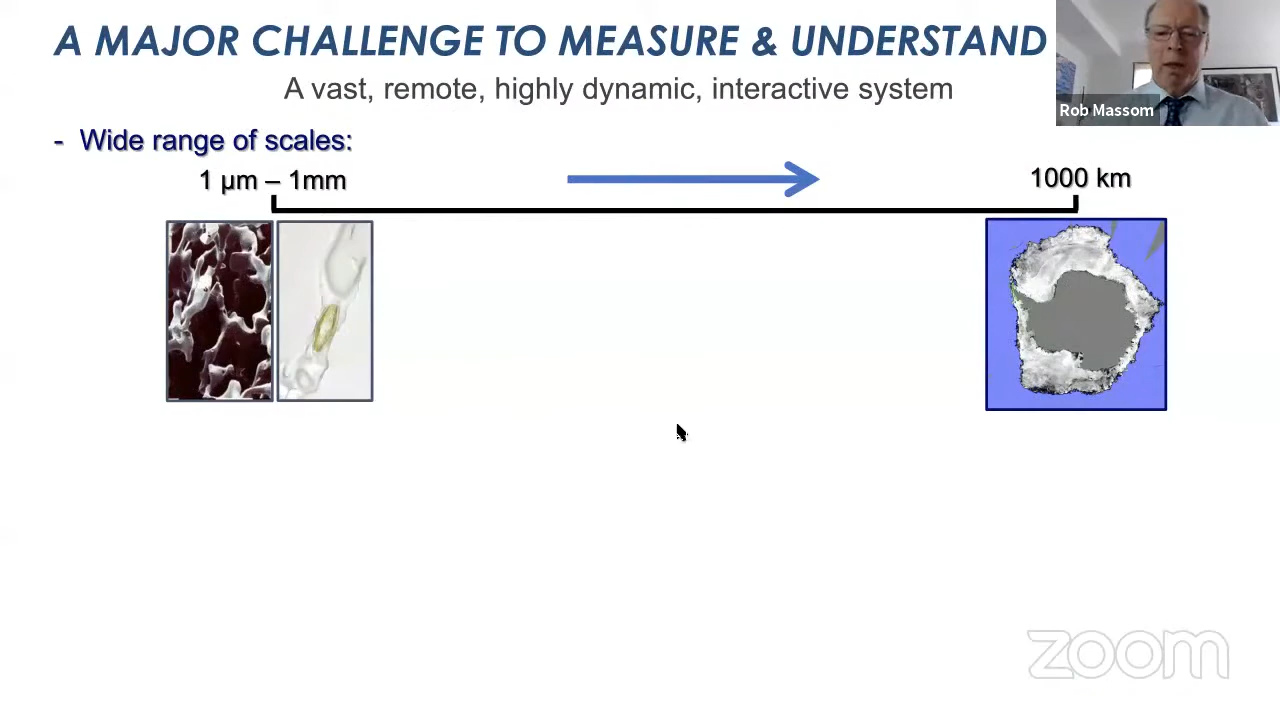 A MAJOR CHALLENGE TO MEASURE & UNDERSTAND
A vast, remote, highly dynamic, interactive system
Rob Massom
- Wide range of scales:
1 µm – 1mm
1000 km
zoom